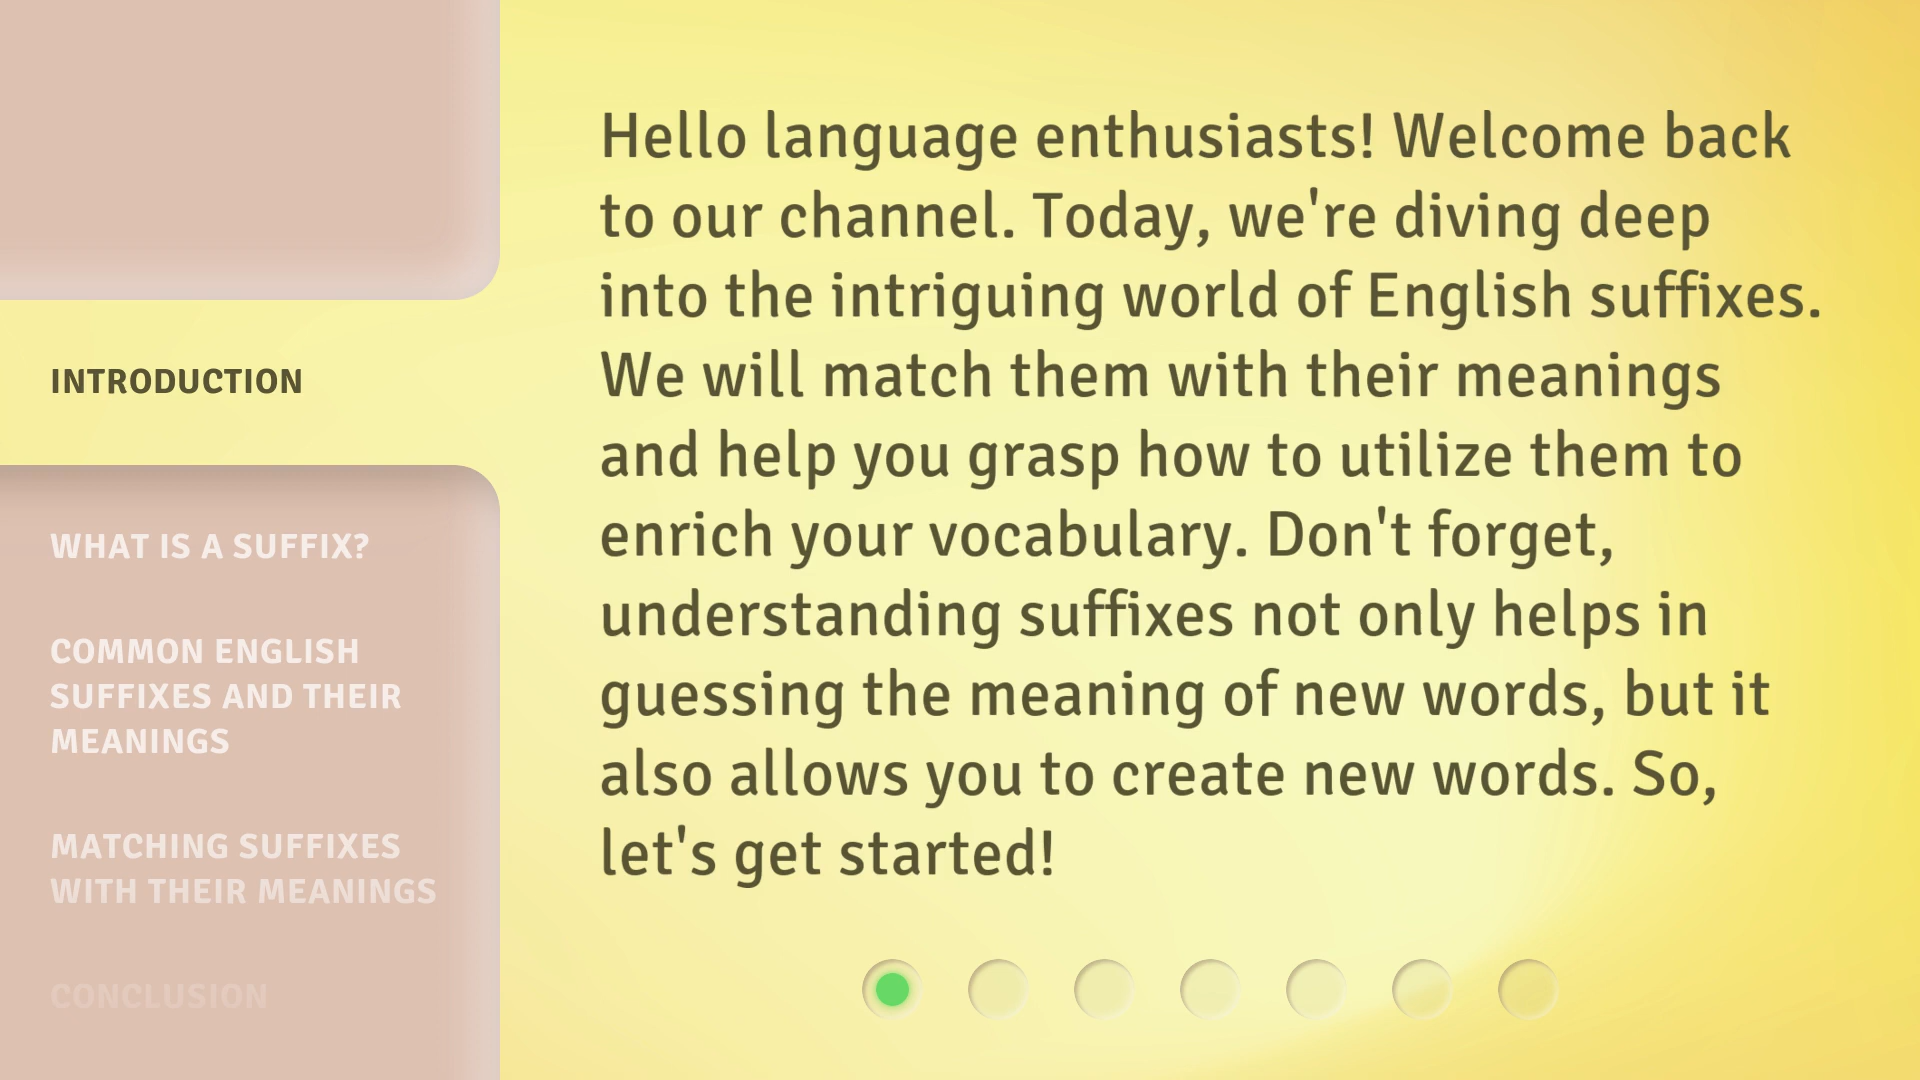 INTRODUCTION
WHAT IS A SUFFIX?
COMMON ENGLISH
SUFFIXES AND THEIR
MEANINGS
MATCHING SUFFIXES
WITH THEIR MEANINGS
CONCLUSION
Hello language enthusiasts! Welcome back
to our channel. Today, we're diving deep
into the intriguing world of English suffixes.
We will match them with their meanings
and help you grasp how to utilize them to
enrich your vocabulary. Don't forget,
understanding suffixes not only helps in
guessing the meaning of new words, but it
also allows you to create new words. So,
let's get started!